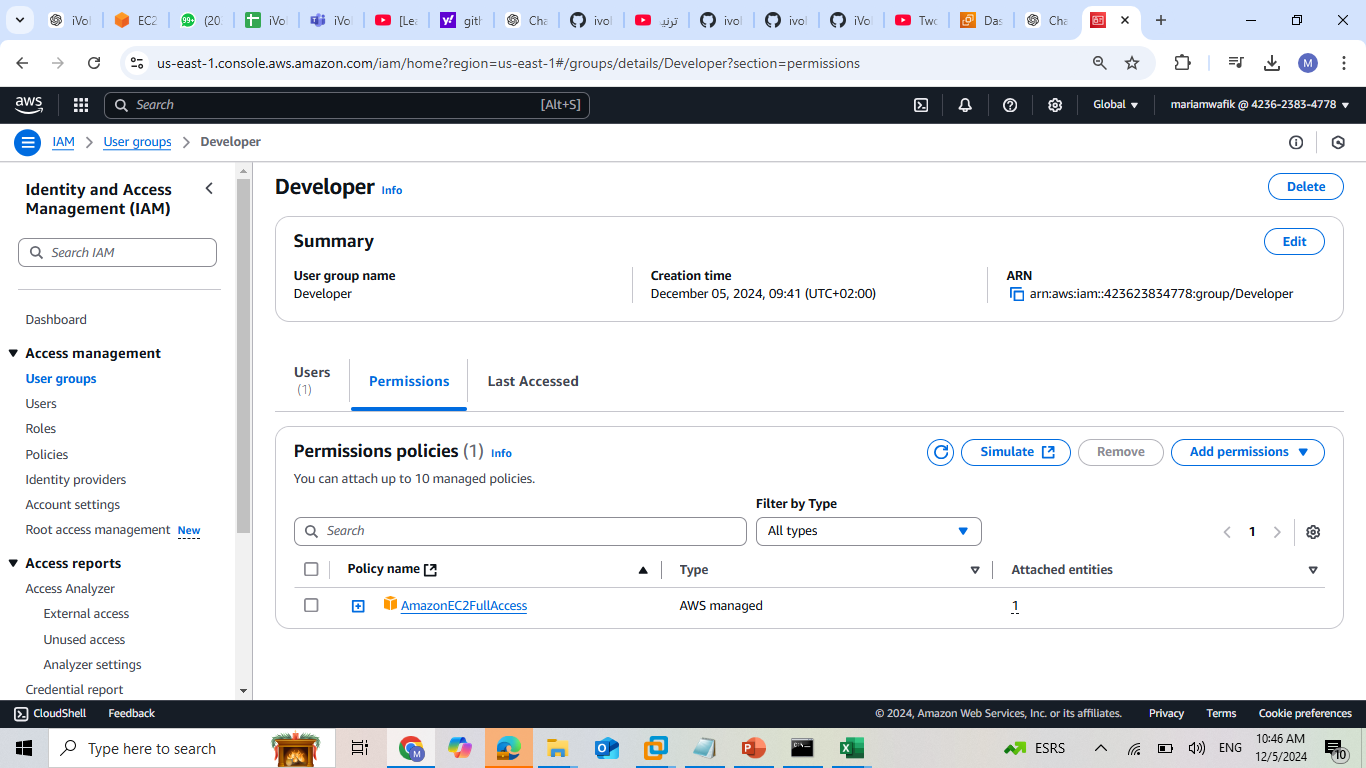 iVol
EC2
99+
(20
iVol
iVol
[Lea
gith
Cha
ivol
ترند
ivol
ivol
iVol
Two
Das
Cha
us-east-1.console.aws.amazon.com/iam/home?region=us-east-1#/groups/details/Developer?section=permissions
M
aws
Search
[Alt+S]
Global
mariamwafik @ 4236-2383-4778
IAM
User groups
Developer
Identity and Access Management (IAM)
Search IAM
Dashboard
Access management
User groups
Users
Roles
Policies
Identity providers
Account settings
Root access management New
Access reports
Access Analyzer
External access
Unused access
Analyzer settings
Credential report
Developer Info
Delete
Summary
Edit
User group name
Developer
Creation time
December 05, 2024, 09:41 (UTC+02:00)
ARN
arn:aws:iam::423623834778:group/Developer
Users (1)
Permissions
Last Accessed
Permissions policies (1) Info
You can attach up to 10 managed policies.
Simulate
Remove
Add permissions
Filter by Type
Search
All types
1
Policy name
Type
Attached entities
AmazonEC2FullAccess
AWS managed
1
CloudShell
Feedback
© 2024, Amazon Web Services, Inc. or its affiliates.
Privacy
Terms
Cookie preferences
Type here to search
ESRS
ENG
10:46 AM
12/5/2024
10